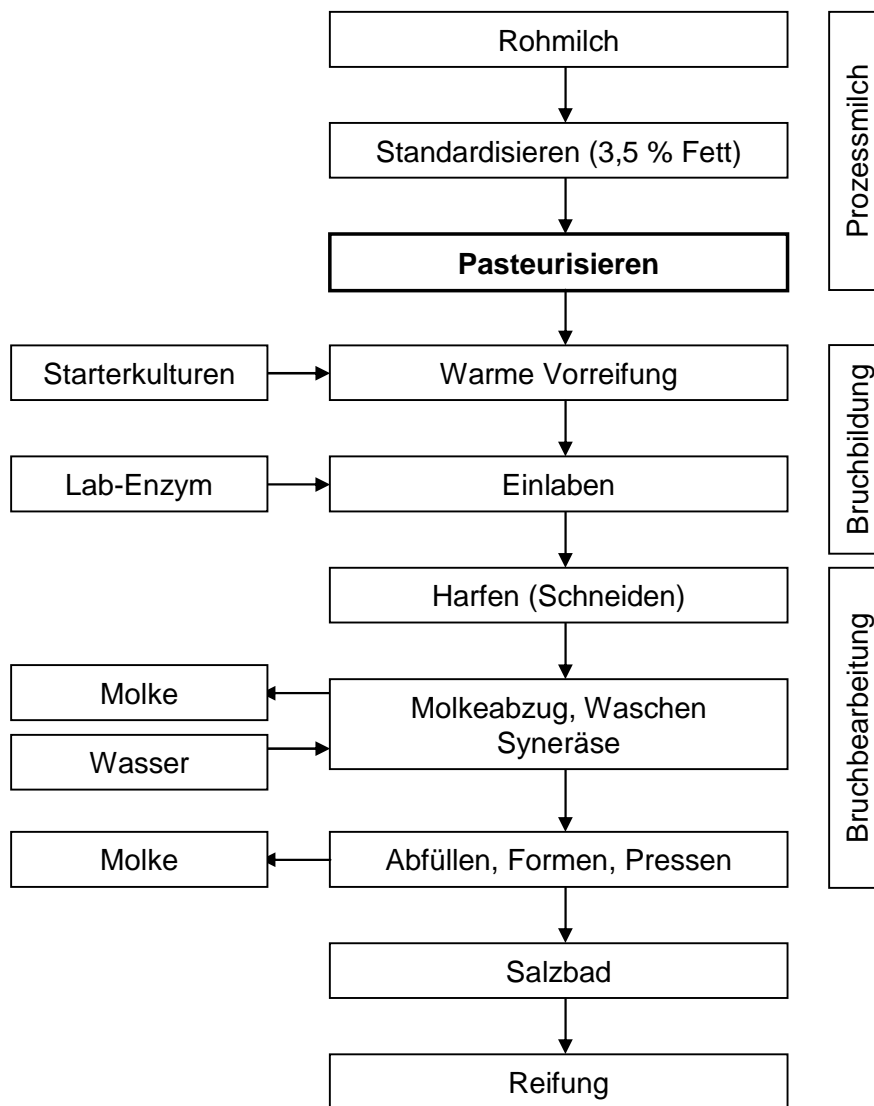 Rohmilch
Standardisieren (3,5 % Fett)
Pasteurisieren
Prozessmilch
Starterkulturen
Warme Vorreifung
Lab-Enzym
Einlaben
Bruchbildung
Harfen (Schneiden)
Molke
Molkeabzug, Waschen
Syneräse
Wasser
Molke
Abfüllen, Formen, Pressen
Bruchbearbeitung
Salzbad
Reifung